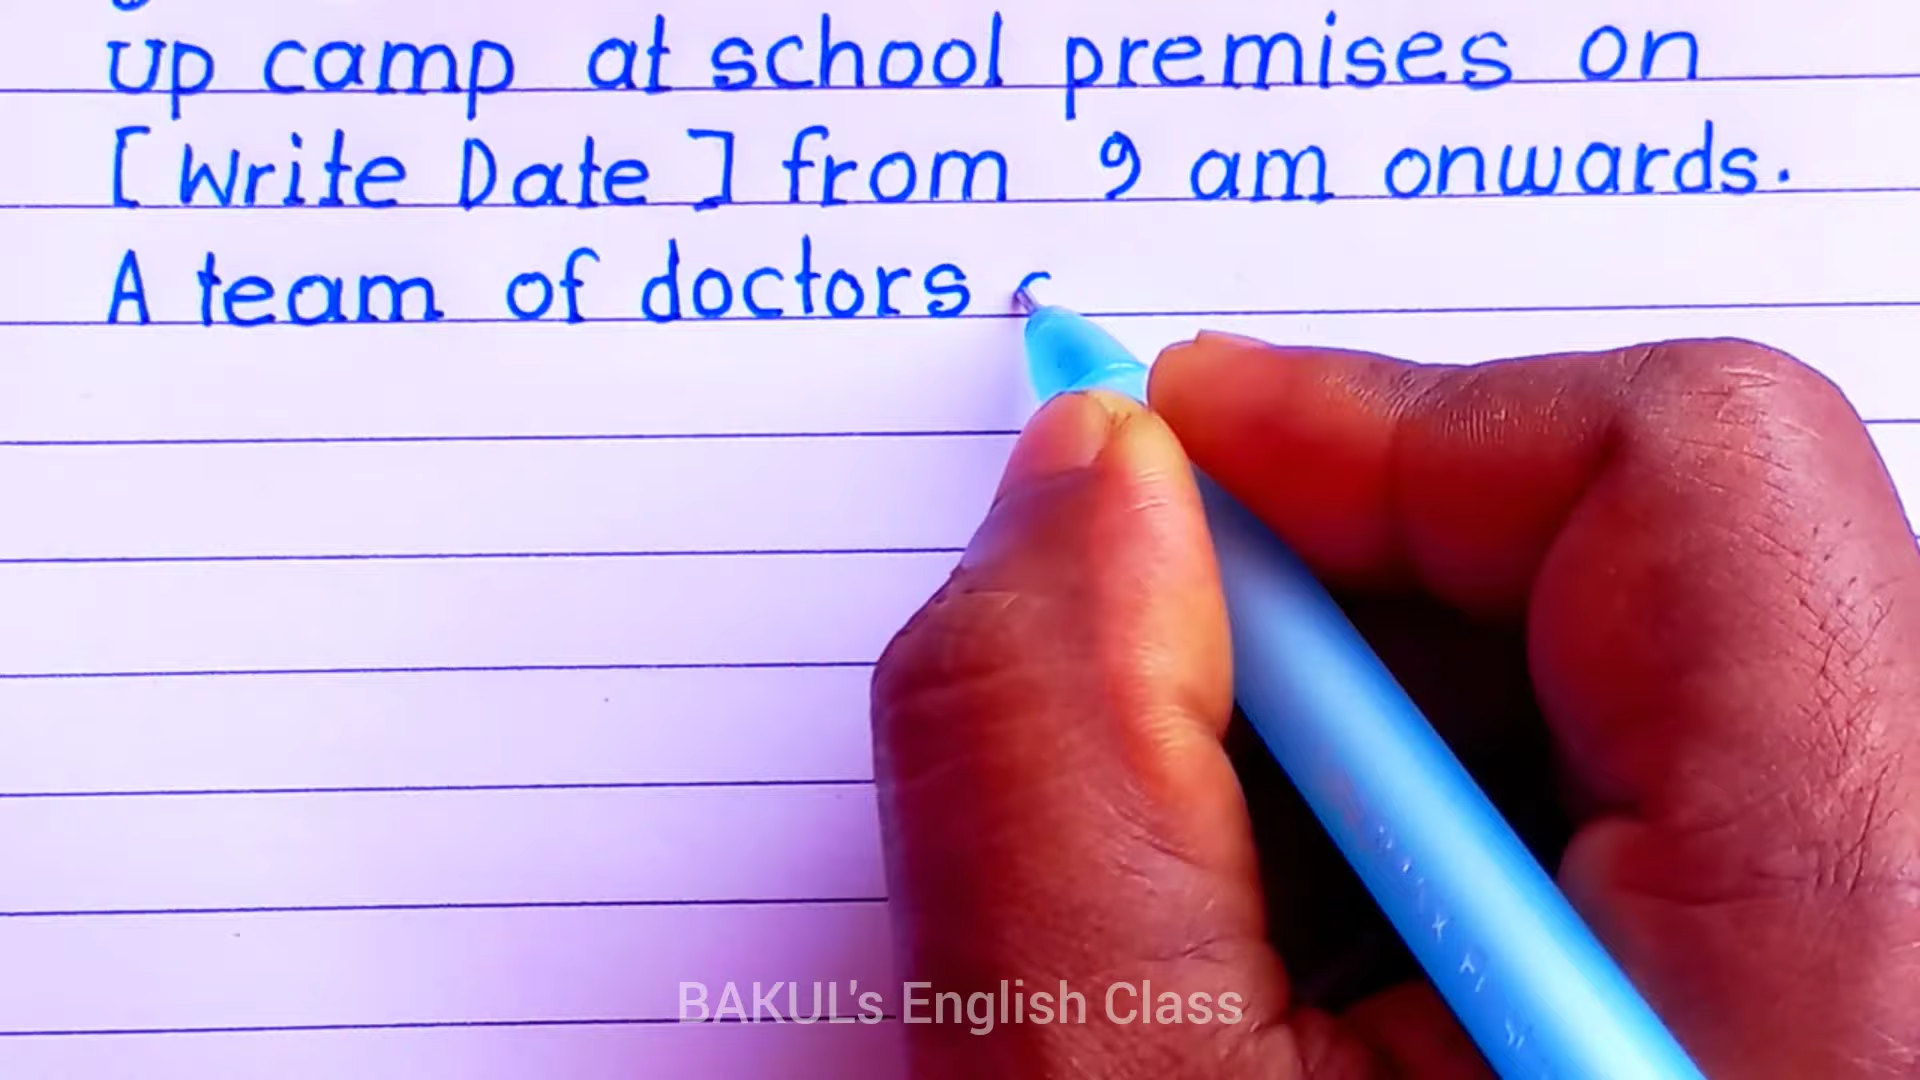 up camp at school premises on
[Write Date] from 9 am onwards.
A team of doctors
BAKUL's English Class